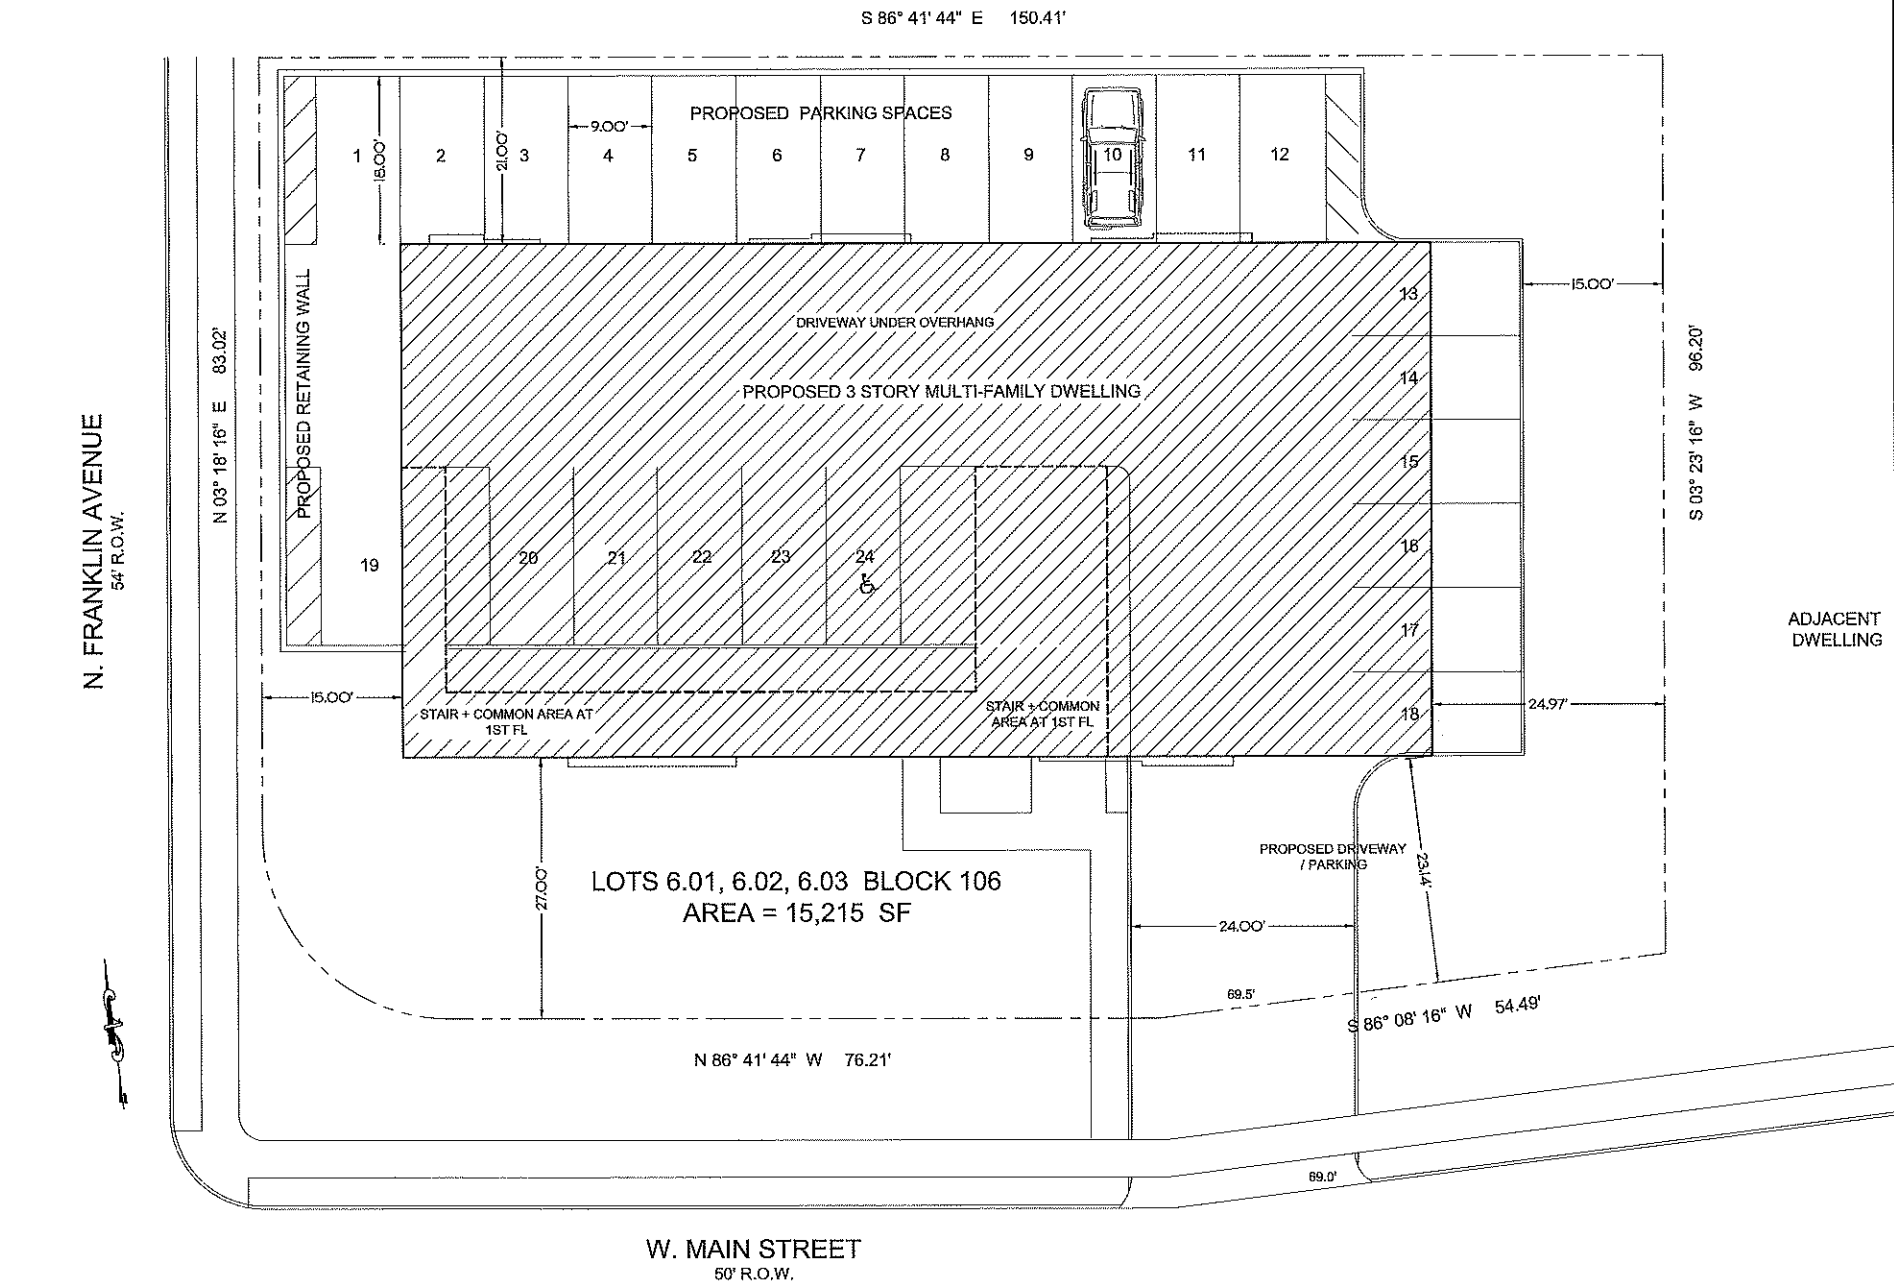 S 86° 41' 44" E 150.41'
PROPOSED PARKING SPACES
9.00'
18.00'
21.00'
1
2
3
4
5
6
7
8
9
10
11
12
PROPOSED RETAINING WALL
DRIVEWAY UNDER OVERHANG
PROPOSED 3 STORY MULTI-FAMILY DWELLING
13
14
15
16
17
18
15.00'
N 03° 18' 16" E 83.02'
S 03° 23' 16" W 96.20'
N. FRANKLIN AVENUE
54' R.O.W.
19
20
21
22
23
24
ADJACENT
DWELLING
15.00'
STAIR + COMMON AREA AT
1ST FL
STAIR + COMMON
AREA AT 1ST FL
24.97'
27.00'
LOTS 6.01, 6.02, 6.03 BLOCK 106
AREA = 15,215 SF
PROPOSED DRIVEWAY
/ PARKING
23.14'
24.00'
69.5'
S 86° 08' 16" W 54.49'
N 86° 41' 44" W 76.21'
69.0'
W. MAIN STREET
50' R.O.W.